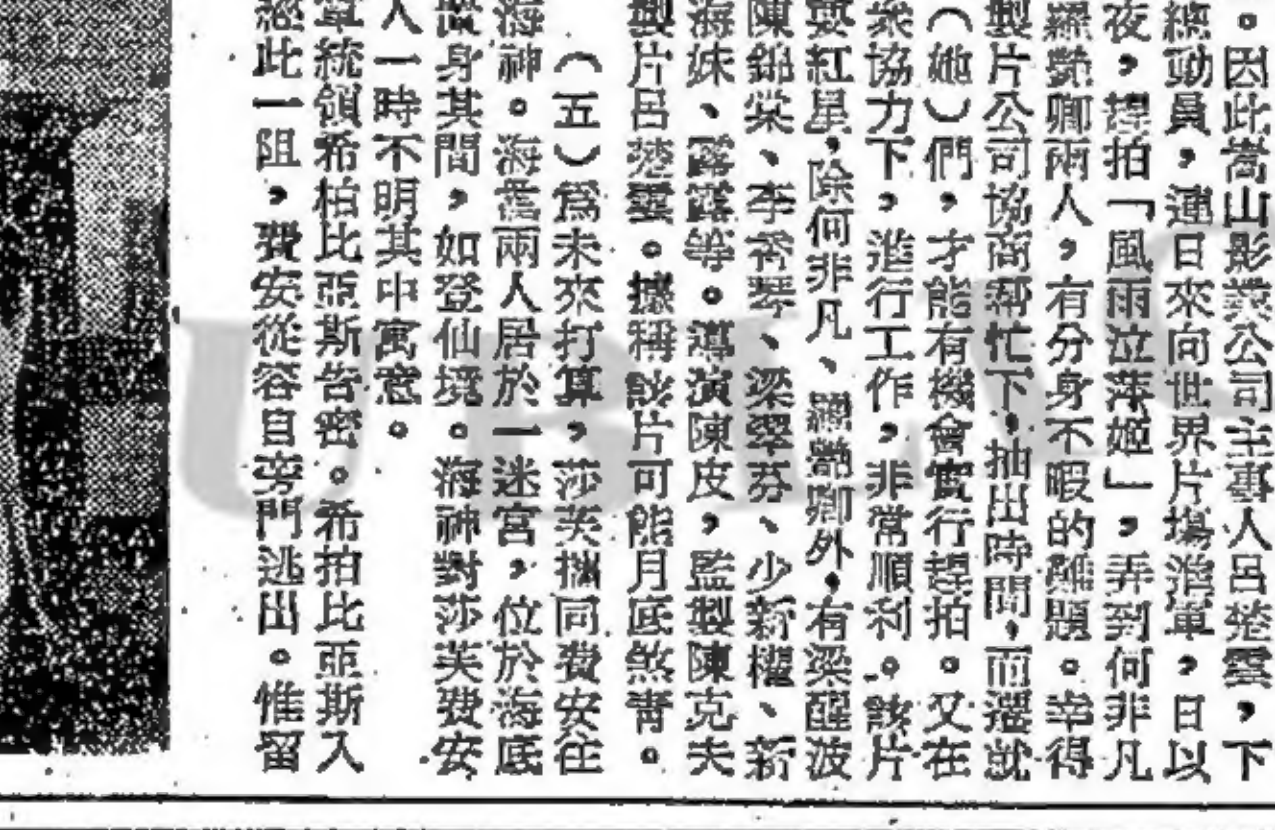 。因此嵩山影業公司主事人呂楚雲，下
總動員，連日來向世界片塲進軍，日以
夜，趕拍「風雨泣萍姬」，弄到何非凡
羅艶卿兩人，有分身不暇的難題。幸得
製片公司協商幫忙下，抽出時間，而遷就
（她）們，才能有機會實行趕拍。又在
衆協力下，進行工作，非常順利。該片
要紅星，除何非凡、羅艷卿外，有梁醒波
陳錦棠、李香琴、梁翠芬、少新權、新
海妹、露露等。導演陳皮，監製陳克夫
製片呂楚雲。據稱該片可能月底煞青。
（五）爲未來打算，莎芙擕同費安往
海神。海舊兩人居於一迷宮，位於海底
置身其間，如登仙境。海神對莎芙費安
人一時不明其中寓意。
軍統領希柏比亞斯告密。希拍比亞斯入
經此一阻，費安從容自旁門逃出。惟留